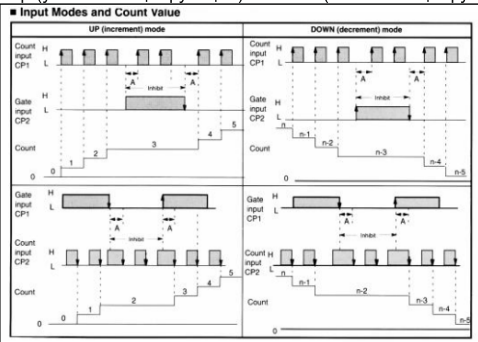 ■ Input Modes and Count Value
UP (increment) mode
DOWN (decrement) mode
Count input CP1 H L
A A
Inhibit
Gate input CP2 H L
Count 0 1 2 3 4 5
Count input CP1 H L
A A
Inhibit
Gate input CP2 H L
Count n n-1 n-2 n-3 n-4 n-5
0
Gate input CP1 H L
A A
Inhibit
Count input CP2 H L
Count 0 0 1 2 3 4 5
Gate input CP1 H L
A A
Inhibit
Count input CP2 H L
Count n n-1 n-2 n-3 n-4 n-5
0